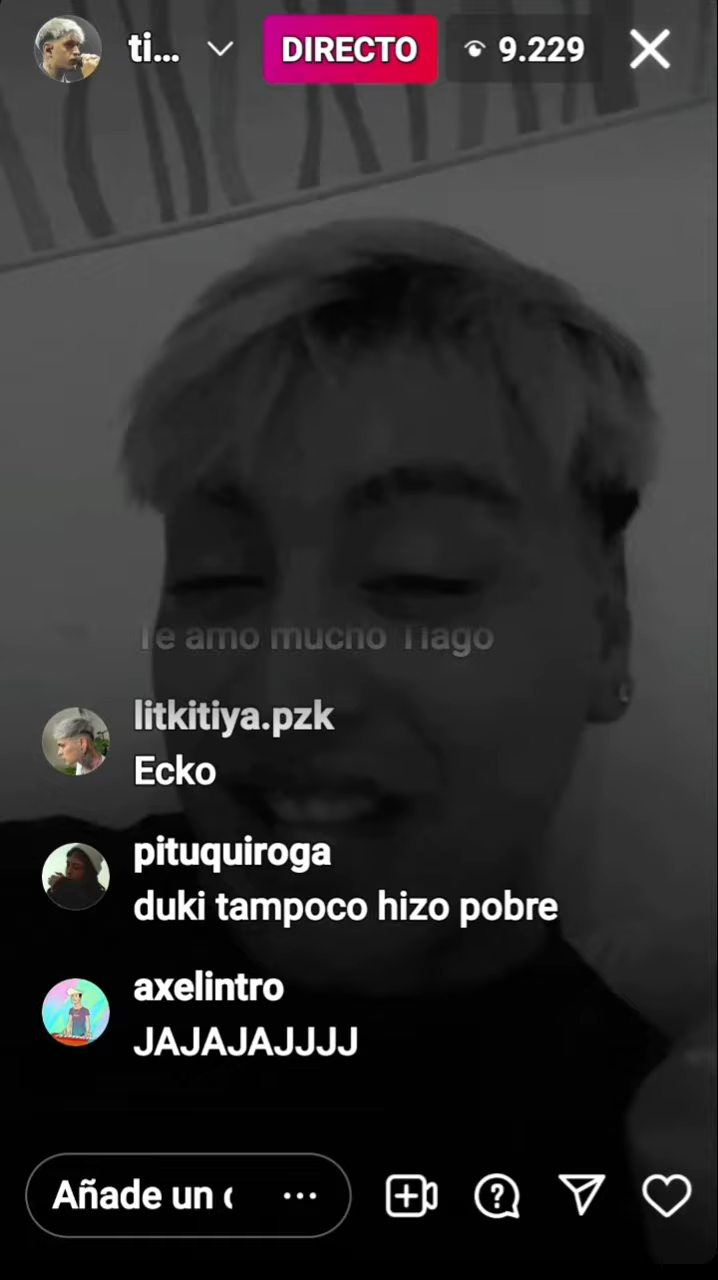 ti...
DIRECTO
9.229
Te amo mucho Tiago
litkitiya.pzk
Ecko
pituquiroga
duki tampoco hizo pobre
axelintro
JAJAJAJJJJ
Añade un c